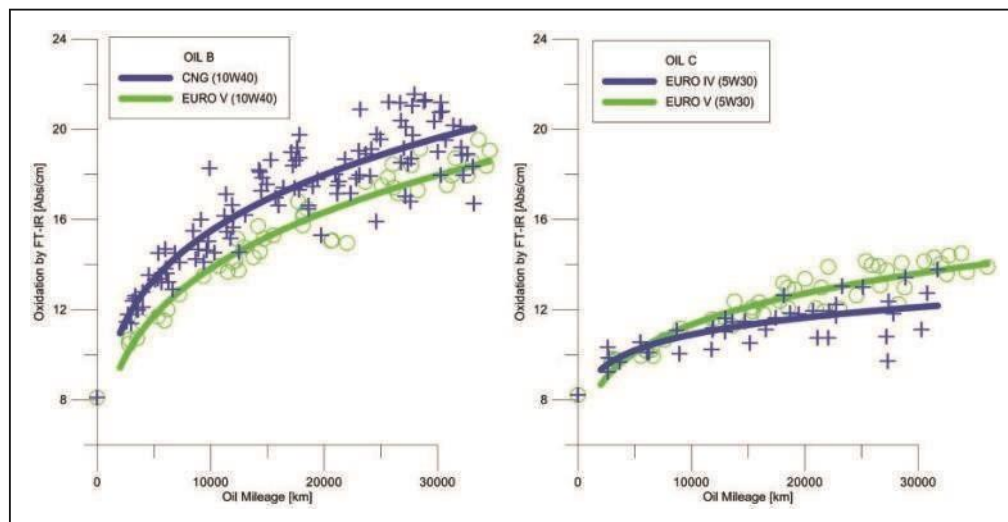 OIL B
CNG (10W40)
EURO V (10W40)
24
20
16
12
8
Oxidation by FT-IR [Abs/cm]
0
10000
20000
30000
Oil Mileage [km]
OIL C
EURO IV (5W30)
EURO V (5W30)
24
20
16
12
8
Oxidation by FT-IR [Abs/cm]
0
10000
20000
30000
Oil Mileage [km]